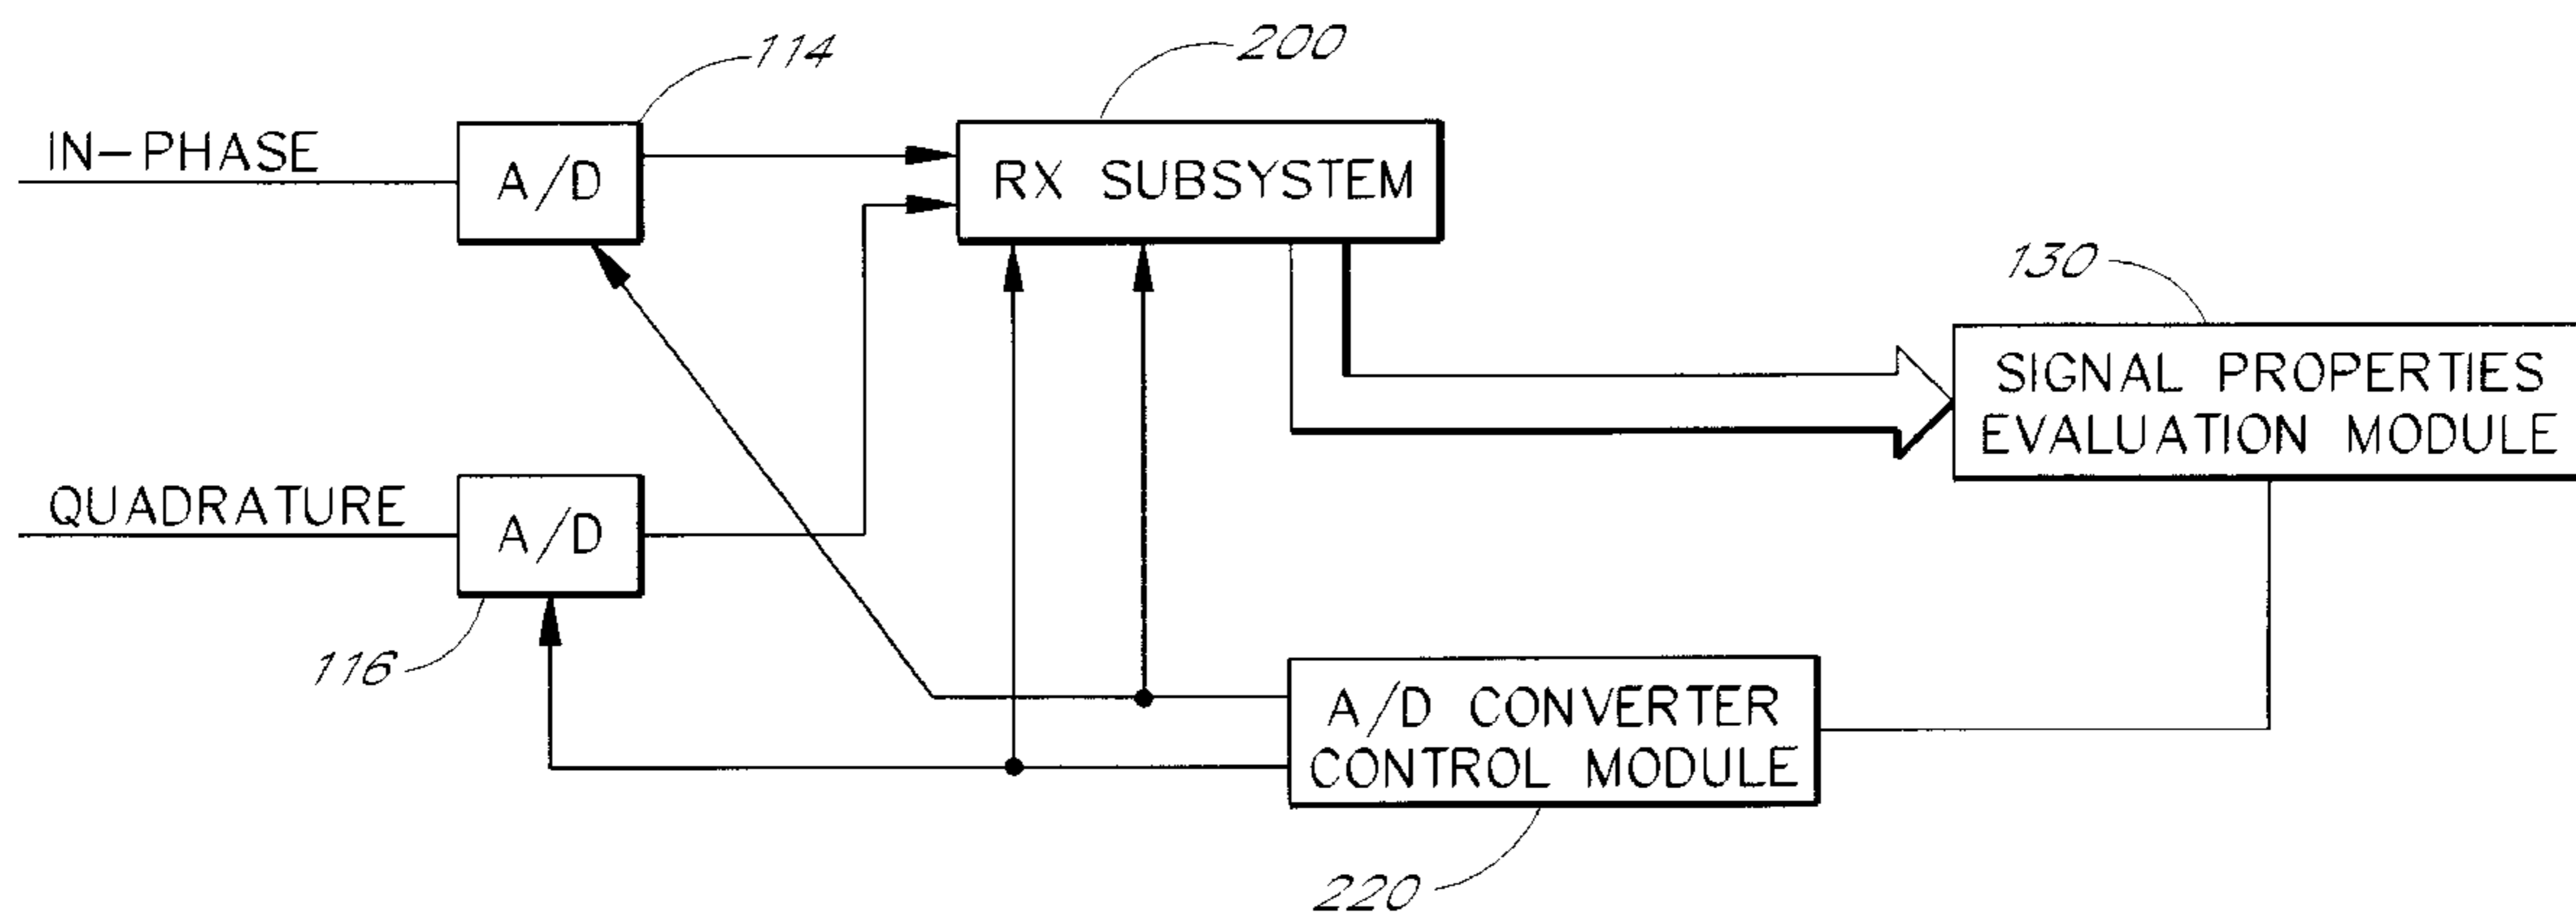 114
200
IN-PHASE
A/D
RX SUBSYSTEM
130
SIGNAL PROPERTIES
EVALUATION MODULE
QUADRATURE
A/D
116
A/D CONVERTER
CONTROL MODULE
220